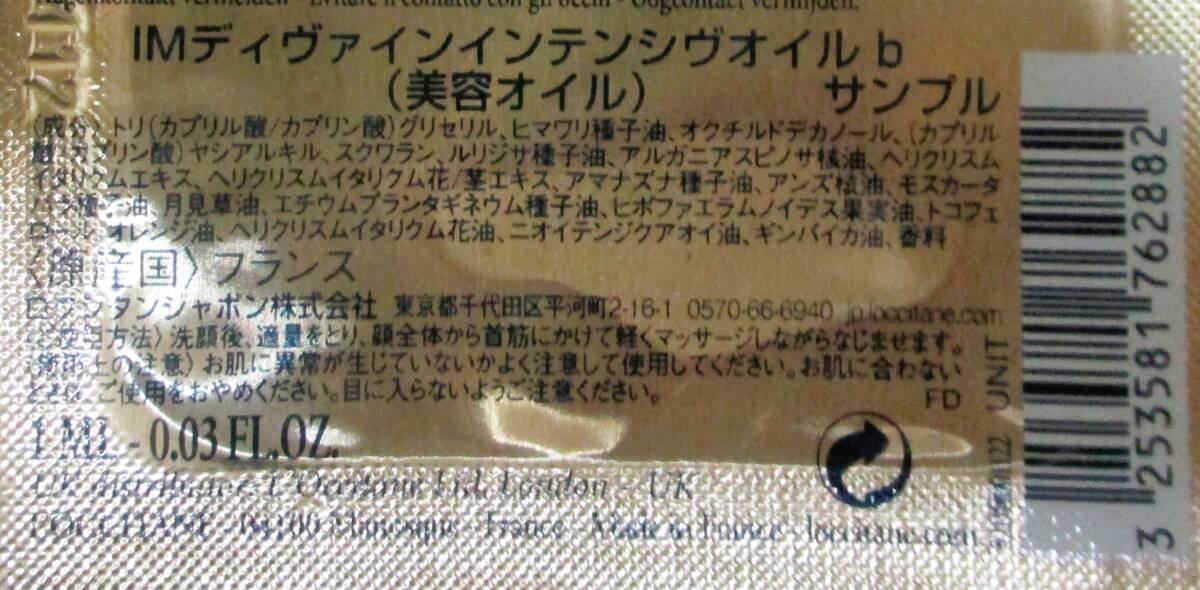 Augenkontakt vermeiden - Evitare il contatto con gli occhi - Oogcontact vermijden.
IMディヴァインインテンシヴオイル b
(美容オイル) サンプル
〈成分〉トリ(カプリル酸/カプリン酸)グリセリル、ヒマワリ種子油、オクチルドデカノール、(カプリル
酸/カプリン酸)ヤシアルキル、スクワラン、ルリジサ種子油、アルガニアスピノサ核油、ヘリクリスム
イタリクムエキス、ヘリクリスムイタリクム花/茎エキス、アマナズナ種子油、アンズ核油、モスカータ
バラ種子油、月見草油、エチウムプランタギネウム種子油、ヒポファエラムノイデス果実油、トコフェ
ロール、オレンジ油、ヘリクリスムイタリクム花油、ニオイテンジクアオイ油、ギンバイカ油、香料
〈原産国〉フランス
ロクシタンジャポン株式会社 東京都千代田区平河町2-16-1 0570-66-6940 jp.loccitane.com
〈ご使用方法〉洗顔後、適量をとり、顔全体から首筋にかけて軽くマッサージしながらなじませます。
〈使用上の注意〉お肌に異常が生じていないかよく注意して使用してください。お肌に合わない
ときは、ご使用をおやめください。目に入らないようご注意ください。
FD
1 ML - 0.03 FL.OZ.
UK distributor: L'Occitane Ltd, London - UK
L'OCCITANE - 04100 Manosque - France - Made in France - loccitane.com
UNIT
3 253581 762882